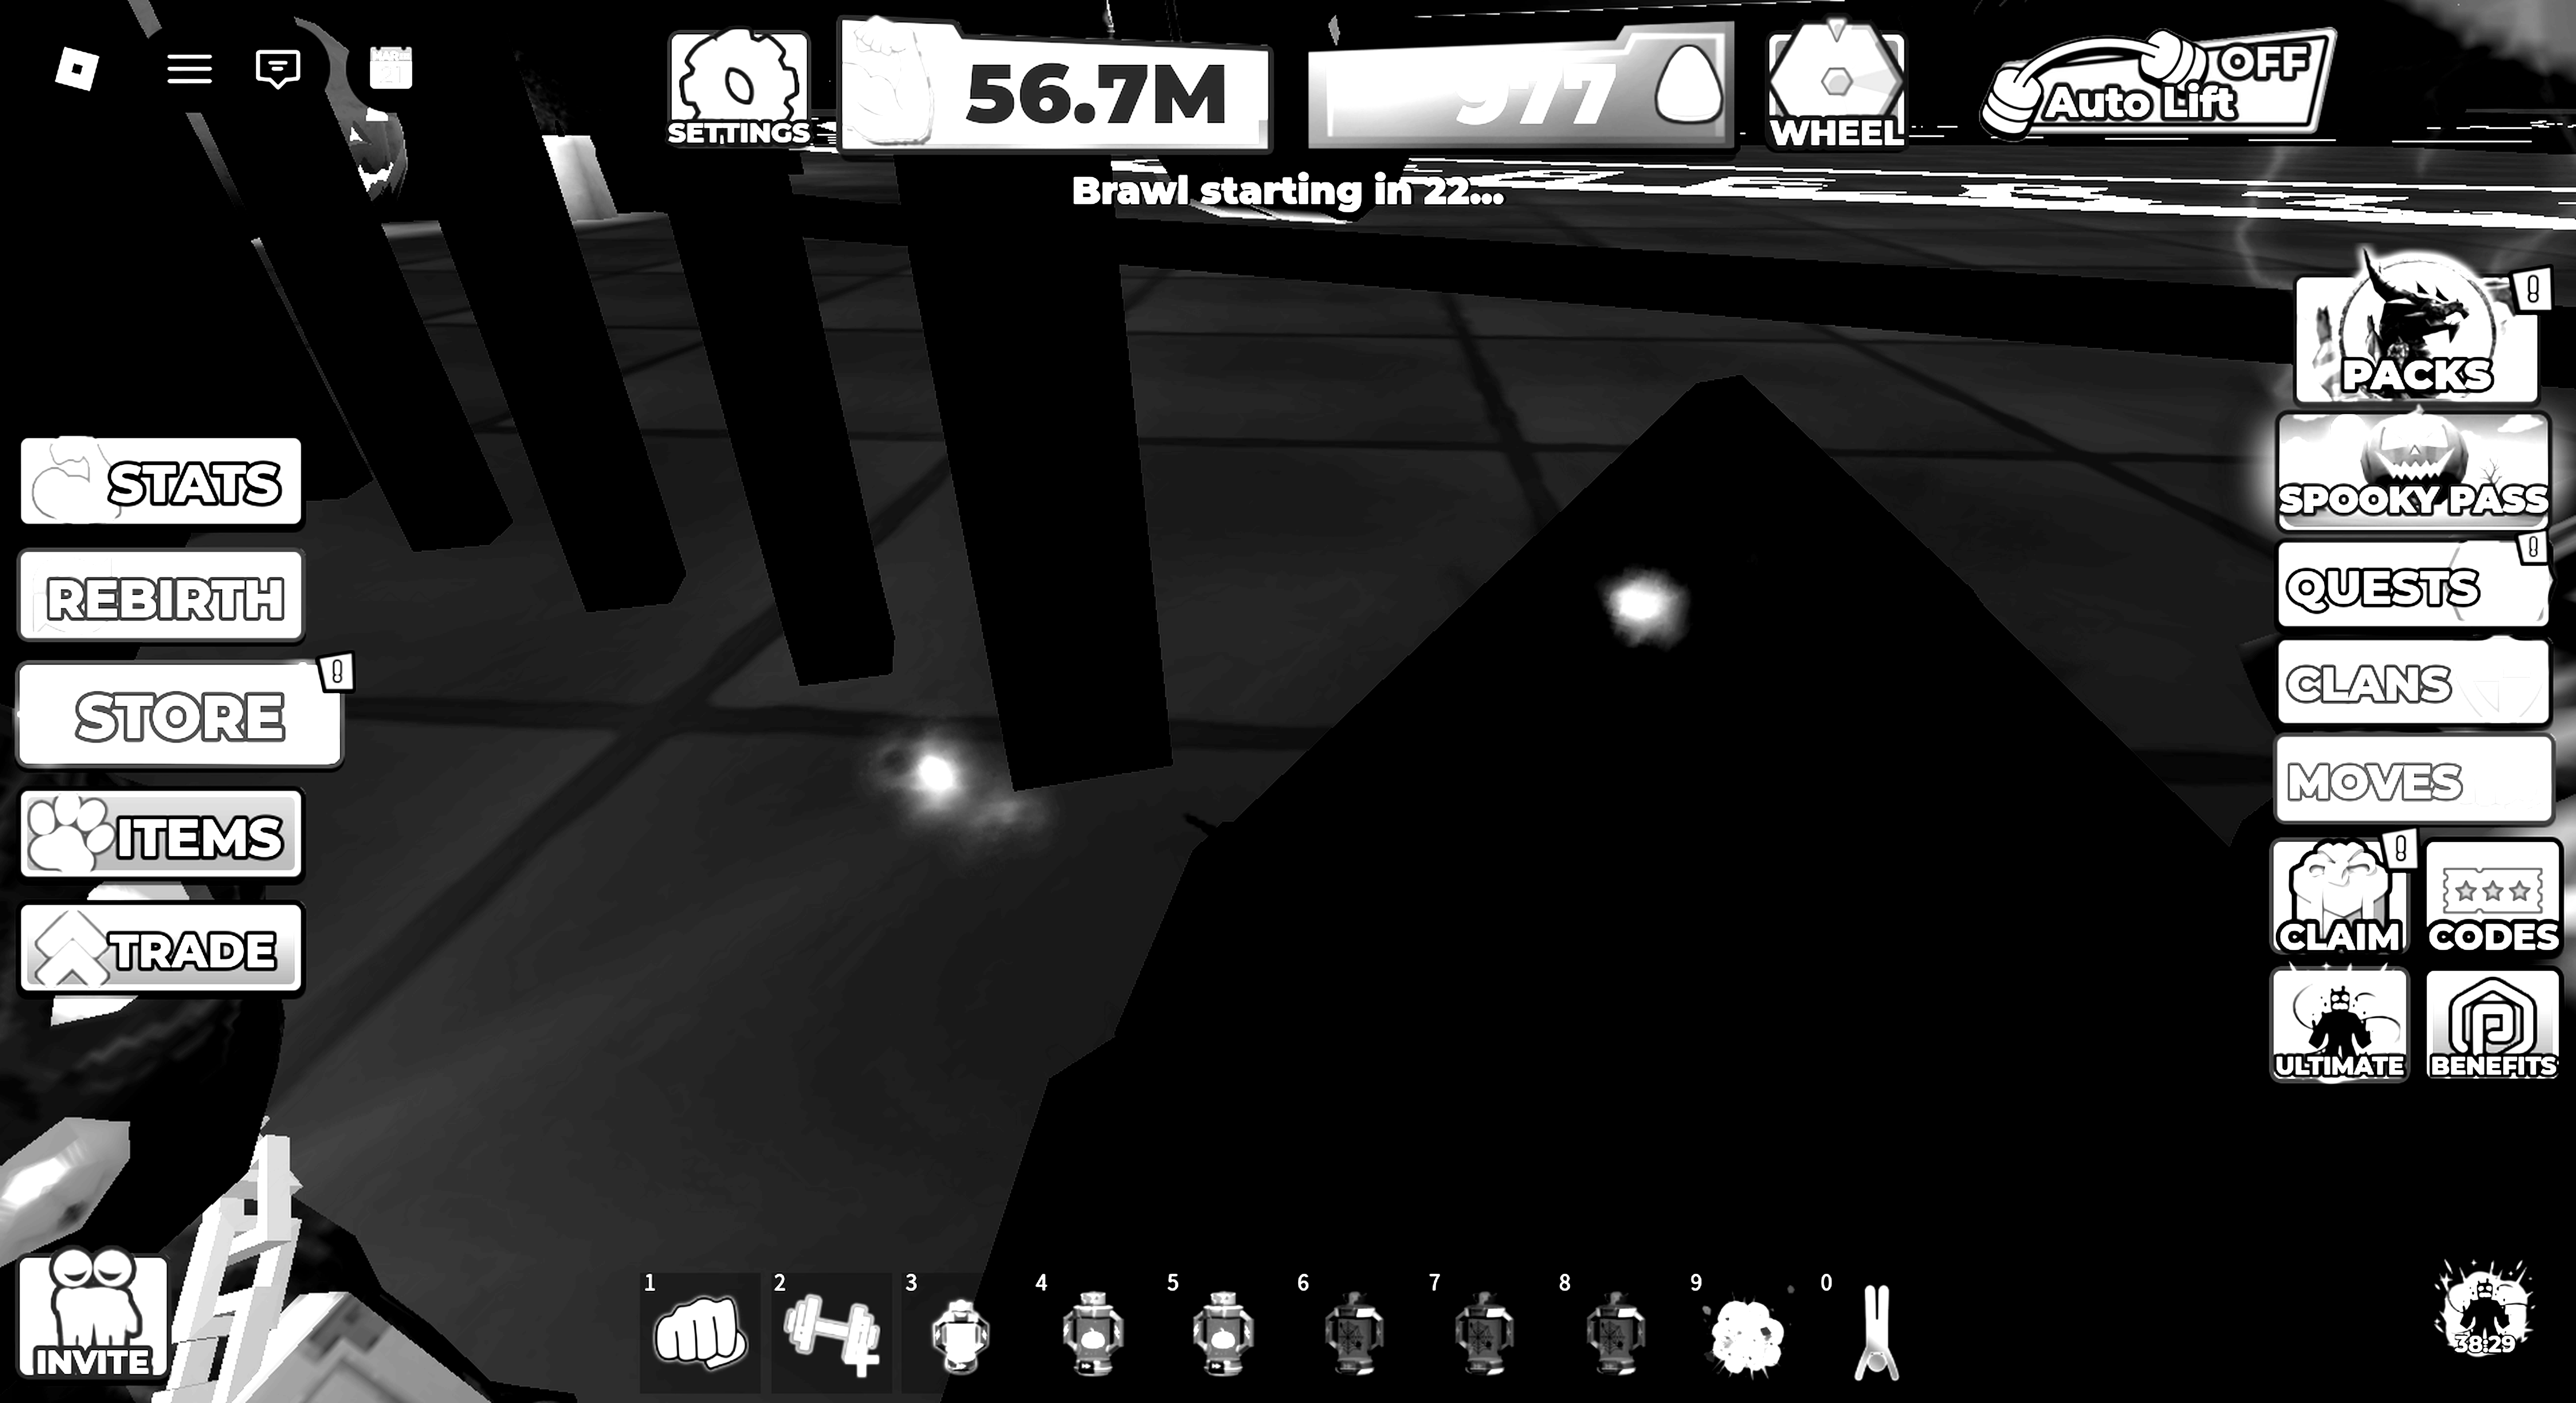 SETTINGS
56.7M
977
WHEEL
OFF
Auto Lift
Brawl starting in 22...
PACKS
SPOOKY PASS
STATS
QUESTS
REBIRTH
CLANS
STORE
MOVES
ITEMS
CLAIM
CODES
TRADE
ULTIMATE
BENEFITS
INVITE
1 2 3 4 5 6 7 8 9 0
38:29